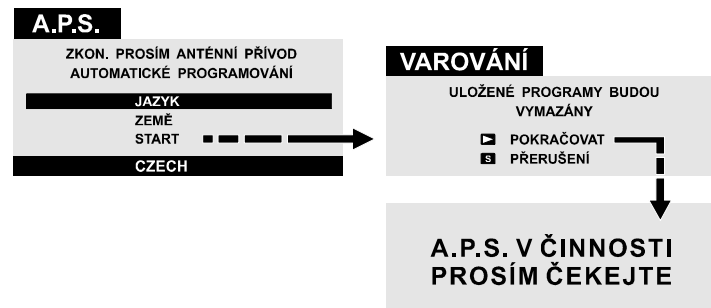 A.P.S.
ZKON. PROSÍM ANTÉNNÍ PŘÍVOD
AUTOMATICKÉ PROGRAMOVÁNÍ
JAZYK
ZEMĚ
START
CZECH
VAROVÁNÍ
ULOŽENÉ PROGRAMY BUDOU
VYMAZÁNY
POKRAČOVAT
S PŘERUŠENÍ
A.P.S. V ČINNOSTI
PROSÍM ČEKEJTE